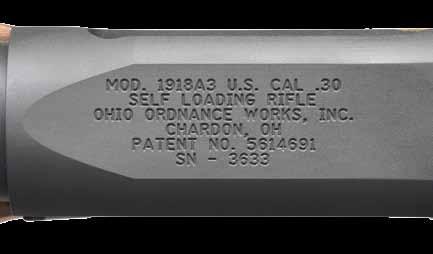 MOD. 1918A3 U.S. CAL .30
SELF LOADING RIFLE
OHIO ORDNANCE WORKS, INC.
CHARDON, OH
PATENT NO. 5614691
SN - 3633